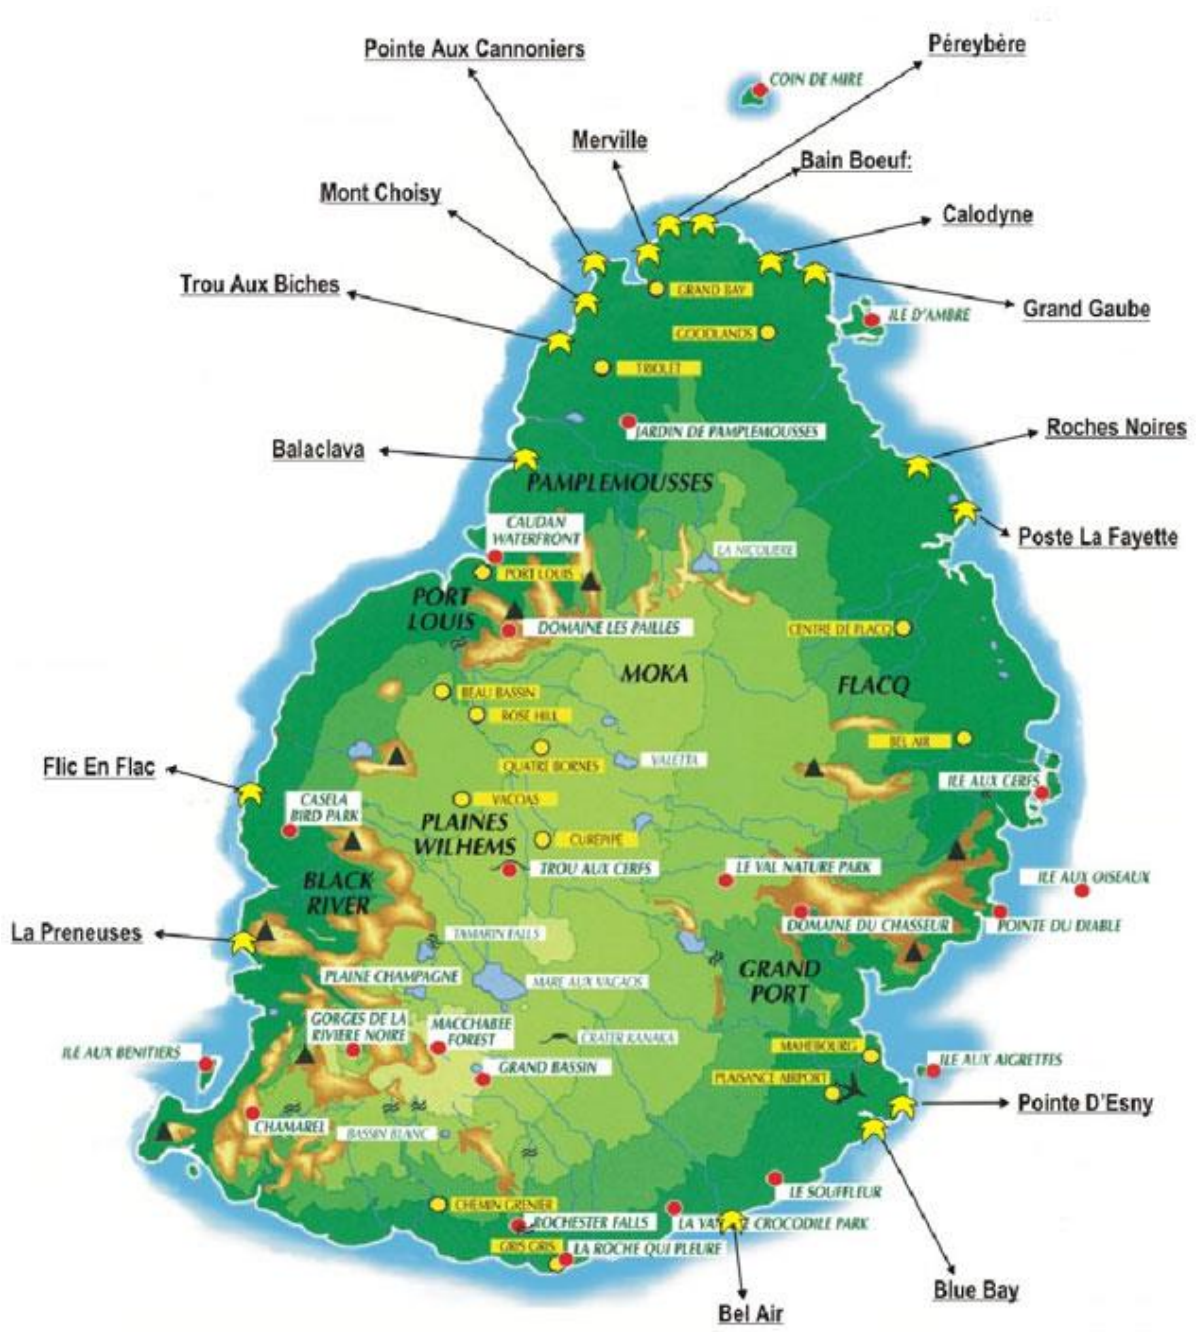 Péreybère
Pointe Aux Cannoniers
COIN DE MIRE
Merville
Bain Boeuf:
Mont Choisy
Calodyne
Trou Aux Biches
GRAND BAY
Grand Gaube
ILE D'AMBRE
GOODLANDS
TRIOLET
Roches Noires
JARDIN DE PAMPLEMOUSSES
Balaclava
PAMPLEMOUSSES
CAUDAN
WATERFRONT
Poste La Fayette
LA NICOLIERE
PORT LOUIS
PORT
LOUIS
DOMAINE LES PAILLES
CENTRE DE FLACQ
MOKA
FLACQ
BEAU BASSIN
ROSE HILL
BEL AIR
QUATRE BORNES
VALETTA
Flic En Flac
ILE AUX CERFS
CASELA
BIRD PARK
VACOAS
PLAINES
WILHEMS
CUREPIPE
TROU AUX CERFS
LE VAL NATURE PARK
BLACK
RIVER
ILE AUX OISEAUX
La Preneuses
TAMARIN FALLS
DOMAINE DU CHASSEUR
POINTE DU DIABLE
PLAINE CHAMPAGNE
MARE AUX VACAOS
GRAND
PORT
GORGES DE LA
RIVIERE NOIRE
MACCHABEE
FOREST
CRATER KANAKA
MAHEBOURG
ILE AUX BENITIERS
GRAND BASSIN
ILE AUX AIGRETTES
PLAISANCE AIRPORT
Pointe D'Esny
CHAMAREL
BASSIN BLANC
LE SOUFFLEUR
CHEMIN GRENIER
ROCHESTER FALLS
LA VA E CROCODILE PARK
GRIS GRIS
LA ROCHE QUI PLEURE
Blue Bay
Bel Air